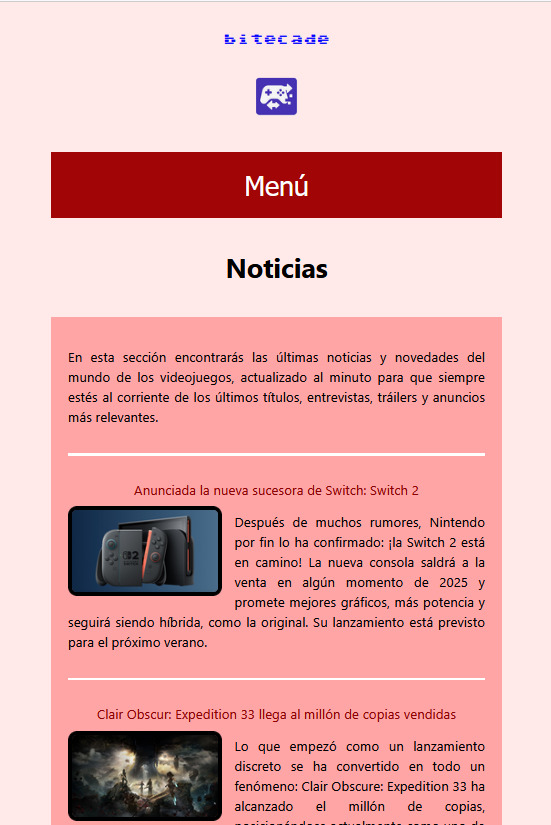 bitecade
Menú
Noticias
En esta sección encontrarás las últimas noticias y novedades del
mundo de los videojuegos, actualizado al minuto para que siempre
estés al corriente de los últimos títulos, entrevistas, tráilers y anuncios
más relevantes.
Anunciada la nueva sucesora de Switch: Switch 2
Después de muchos rumores, Nintendo
por fin lo ha confirmado: ¡la Switch 2 está
en camino! La nueva consola saldrá a la
venta en algún momento de 2025 y
promete mejores gráficos, más potencia y
seguirá siendo híbrida, como la original. Su lanzamiento está previsto
para el próximo verano.
Clair Obscur: Expedition 33 llega al millón de copias vendidas
Lo que empezó como un lanzamiento
discreto se ha convertido en todo un
fenómeno: Clair Obscure: Expedition 33 ha
alcanzado el millón de copias,
posicionándose actualmente como uno de